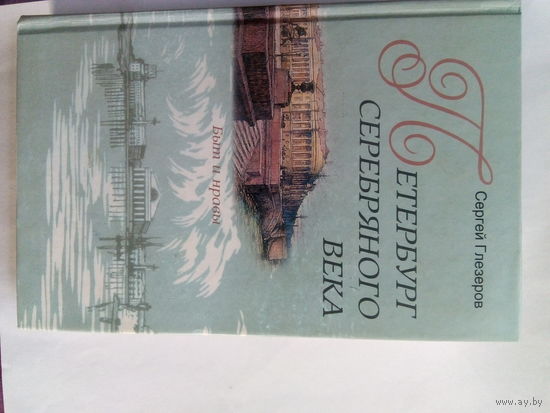 Сергей Глезеров
ПЕТЕРБУРГ
СЕРЕБРЯНОГО
ВЕКА
Быт и нравы
www.ay.by